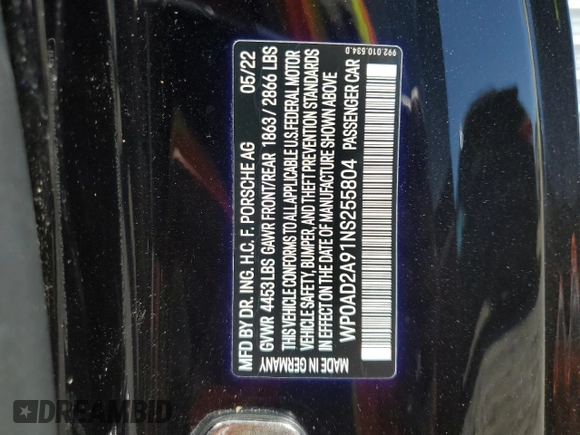 992.010.534.D
MFD BY DR. ING. H.C. F. PORSCHE AG 05/22
GVWR 4453 LBS GAWR FRONT/REAR 1863 / 2866 LBS
THIS VEHICLE CONFORMS TO ALL APPLICABLE U.S. FEDERAL MOTOR
VEHICLE SAFETY, BUMPER, AND THEFT PREVENTION STANDARDS
IN EFFECT ON THE DATE OF MANUFACTURE SHOWN ABOVE
WP0AD2A91NS255804 PASSENGER CAR
MADE IN GERMANY
DREAMBID